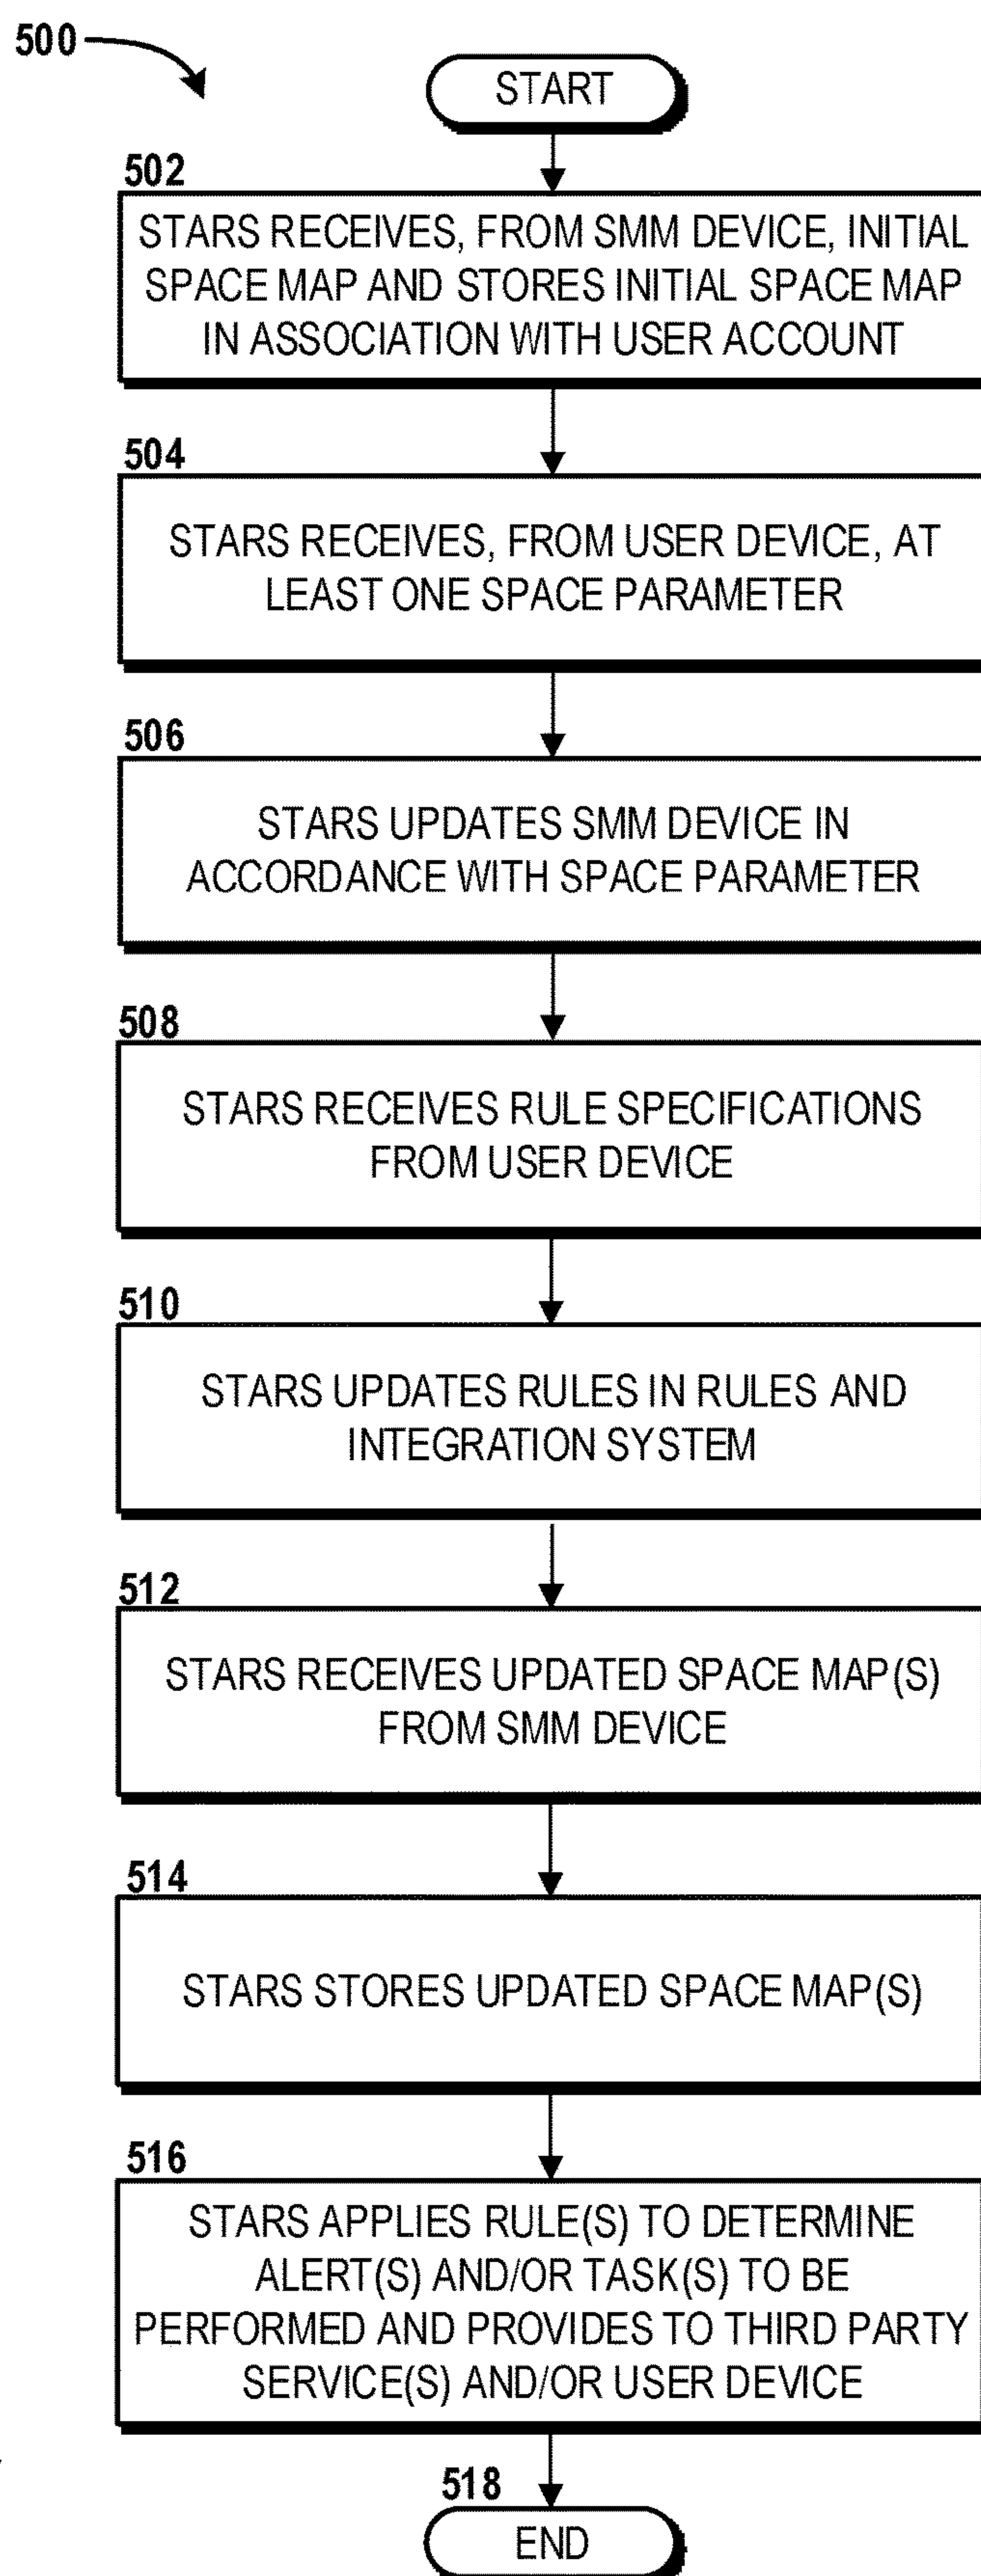 500
START
502
STARS RECEIVES, FROM SMM DEVICE, INITIAL
SPACE MAP AND STORES INITIAL SPACE MAP
IN ASSOCIATION WITH USER ACCOUNT
504
STARS RECEIVES, FROM USER DEVICE, AT
LEAST ONE SPACE PARAMETER
506
STARS UPDATES SMM DEVICE IN
ACCORDANCE WITH SPACE PARAMETER
508
STARS RECEIVES RULE SPECIFICATIONS
FROM USER DEVICE
510
STARS UPDATES RULES IN RULES AND
INTEGRATION SYSTEM
512
STARS RECEIVES UPDATED SPACE MAP(S)
FROM SMM DEVICE
514
STARS STORES UPDATED SPACE MAP(S)
516
STARS APPLIES RULE(S) TO DETERMINE
ALERT(S) AND/OR TASK(S) TO BE
PERFORMED AND PROVIDES TO THIRD PARTY
SERVICE(S) AND/OR USER DEVICE
518
END